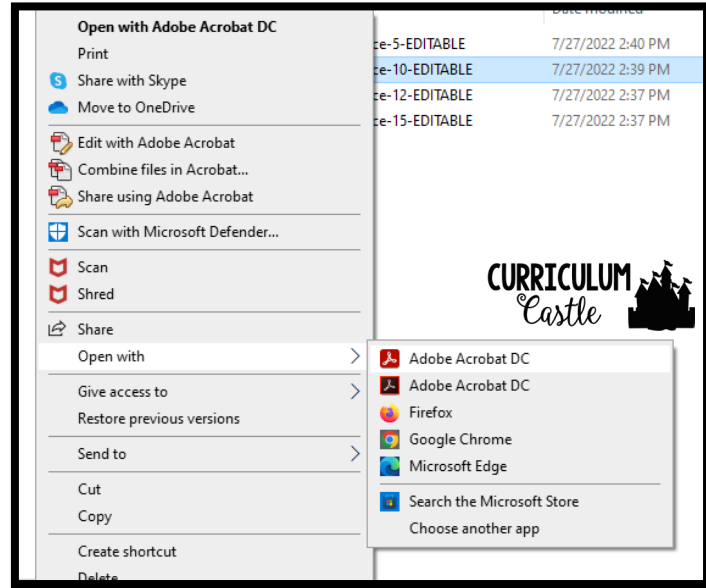 Date modified
Open with Adobe Acrobat DC
Print
ce-5-EDITABLE 7/27/2022 2:40 PM
Share with Skype
ce-10-EDITABLE 7/27/2022 2:39 PM
Move to OneDrive
ce-12-EDITABLE 7/27/2022 2:37 PM
ce-15-EDITABLE 7/27/2022 2:37 PM
Edit with Adobe Acrobat
Combine files in Acrobat...
Share using Adobe Acrobat
Scan with Microsoft Defender...
Scan
Shred
CURRICULUM
Castle
Share
Open with
Give access to
Restore previous versions
Send to
Cut
Copy
Create shortcut
Delete
Adobe Acrobat DC
Adobe Acrobat DC
Firefox
Google Chrome
Microsoft Edge
Search the Microsoft Store
Choose another app